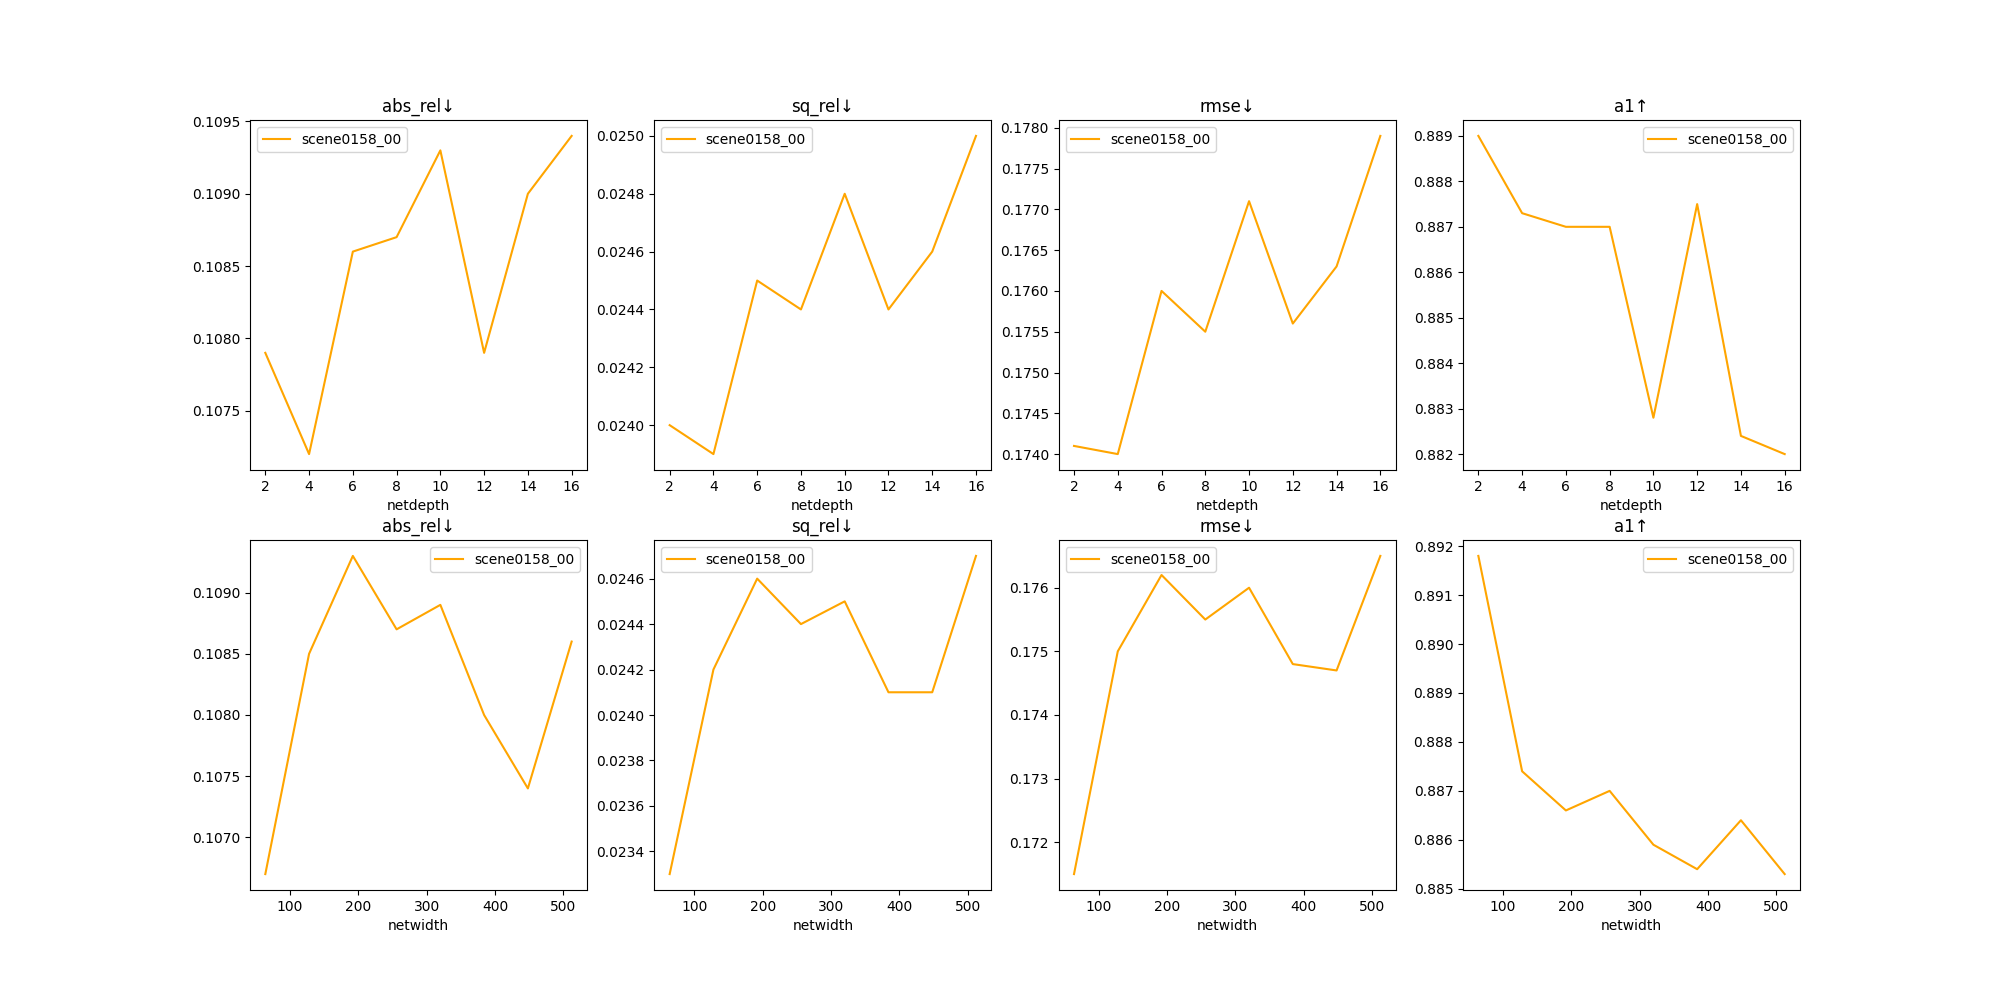 abs_rel↓
scene0158_00
0.1095
0.1090
0.1085
0.1080
0.1075
2 4 6 8 10 12 14 16
netdepth
sq_rel↓
scene0158_00
0.0250
0.0248
0.0246
0.0244
0.0242
0.0240
2 4 6 8 10 12 14 16
netdepth
rmse↓
scene0158_00
0.1780
0.1775
0.1770
0.1765
0.1760
0.1755
0.1750
0.1745
0.1740
2 4 6 8 10 12 14 16
netdepth
a1↑
scene0158_00
0.889
0.888
0.887
0.886
0.885
0.884
0.883
0.882
2 4 6 8 10 12 14 16
netdepth
abs_rel↓
scene0158_00
0.1090
0.1085
0.1080
0.1075
0.1070
100 200 300 400 500
netwidth
sq_rel↓
scene0158_00
0.0246
0.0244
0.0242
0.0240
0.0238
0.0236
0.0234
100 200 300 400 500
netwidth
rmse↓
scene0158_00
0.176
0.175
0.174
0.173
0.172
100 200 300 400 500
netwidth
a1↑
scene0158_00
0.892
0.891
0.890
0.889
0.888
0.887
0.886
0.885
100 200 300 400 500
netwidth